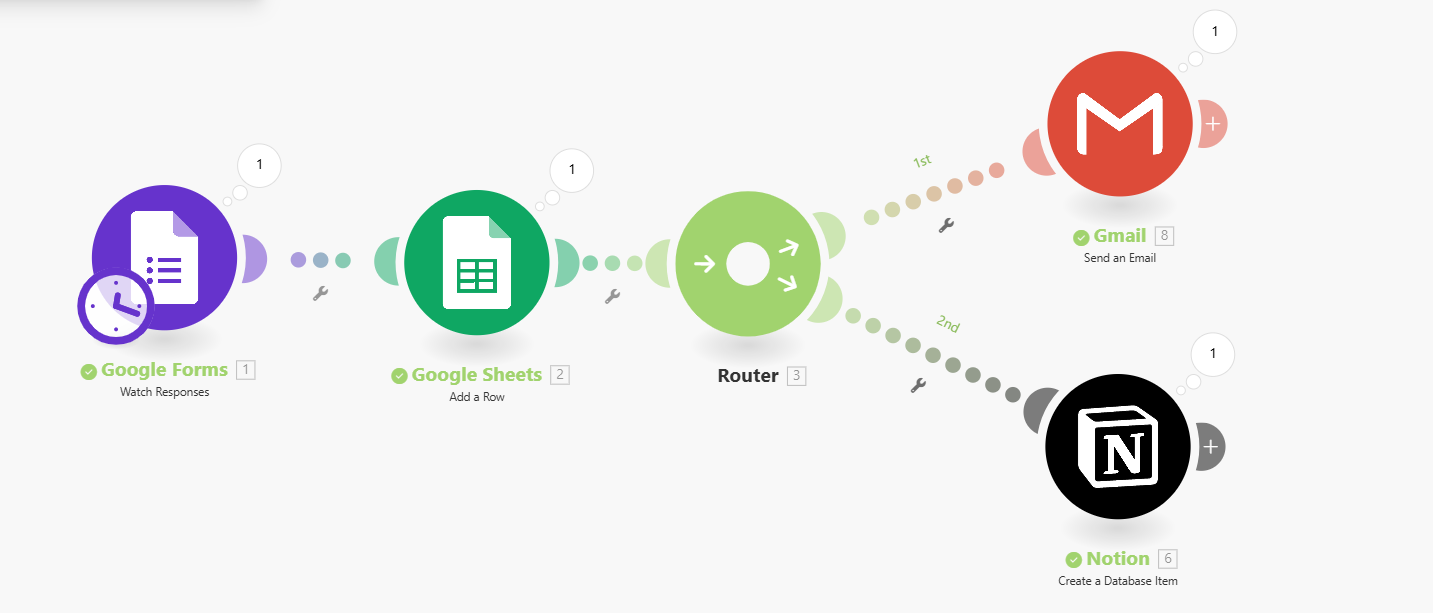 1
Google Forms 1
Watch Responses
1
Google Sheets 2
Add a Row
Router 3
1st
1
Gmail 8
Send an Email
2nd
1
N
Notion 6
Create a Database Item